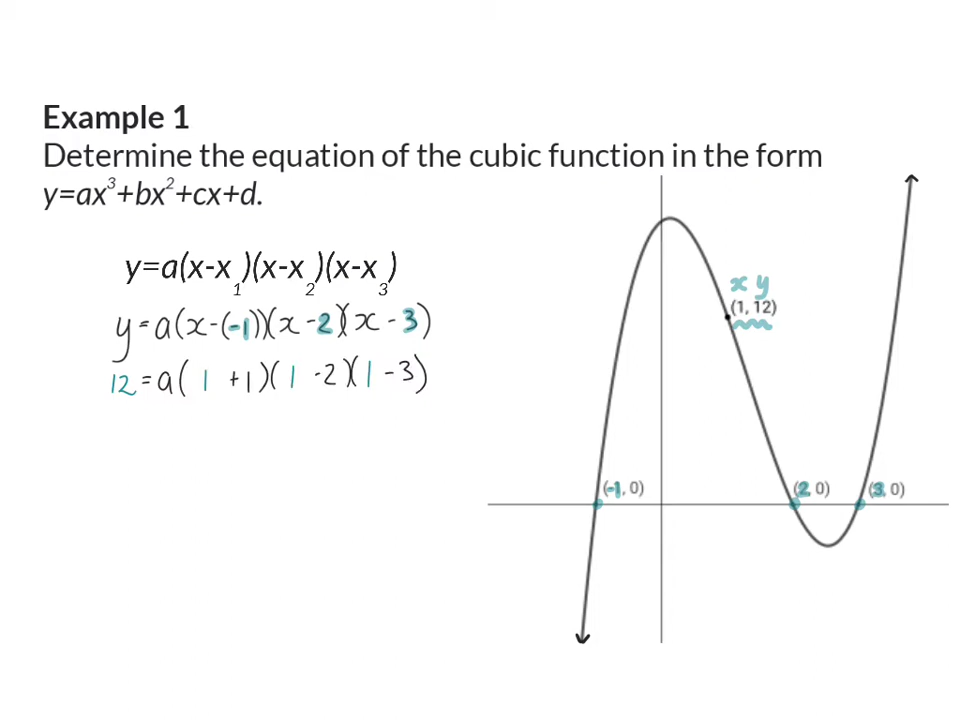 Example 1
Determine the equation of the cubic function in the form
y=ax³+bx²+cx+d.
y=a(x-x₁)(x-x₂)(x-x₃)
y=a(x-(-1))(x-2)(x-3)
12=a(1+1)(1-2)(1-3)
x y
(1, 12)
(-1, 0)
(2, 0)
(3, 0)